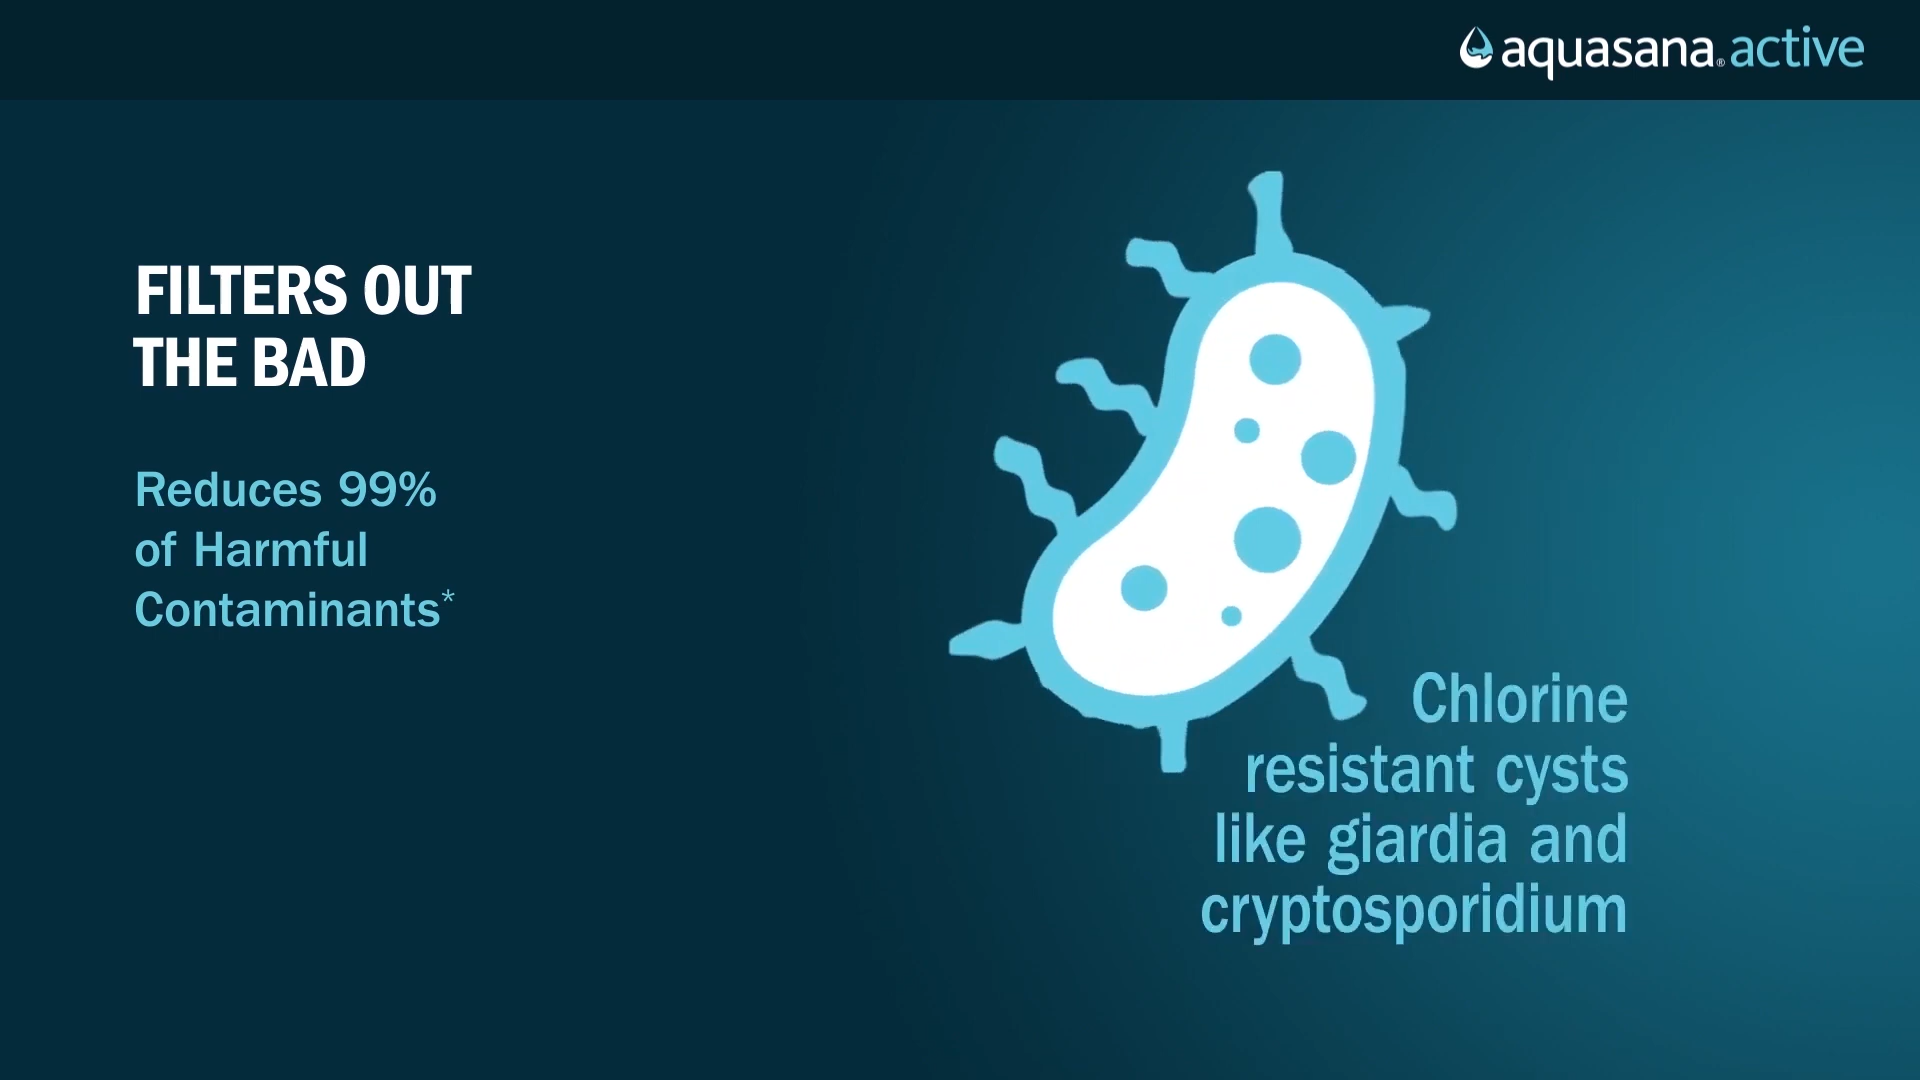 aquasana® active
FILTERS OUT
THE BAD
Reduces 99%
of Harmful
Contaminants*
Chlorine
resistant cysts
like giardia and
cryptosporidium